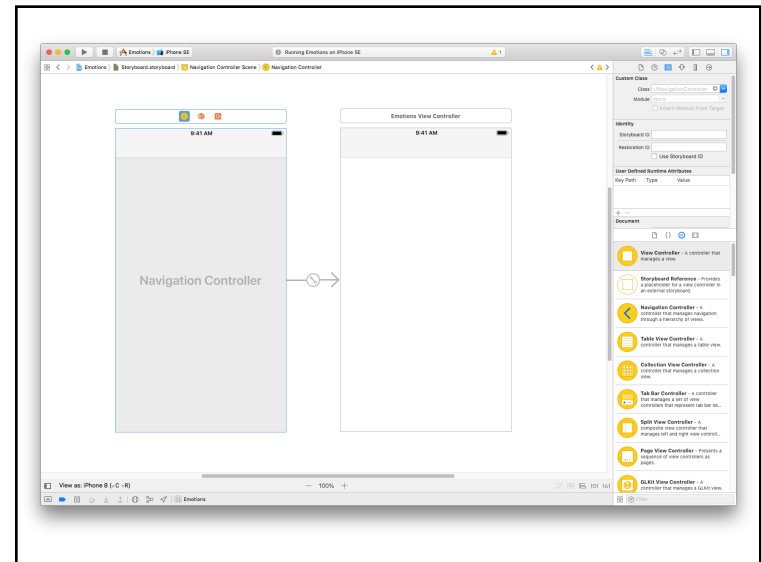 Emotions
iPhone SE
Running Emotions on iPhone SE
1
Emotions
Storyboard.storyboard
Navigation Controller Scene
Navigation Controller
Emotions View Controller
9:41 AM
9:41 AM
Navigation Controller
Custom Class
Class UINavigationController
Module None
Inherit Module From Target
Identity
Storyboard ID
Restoration ID
Use Storyboard ID
User Defined Runtime Attributes
Key Path Type Value
Document
View Controller - A controller that
manages a view.
Storyboard Reference - Provides
a placeholder for a view controller in
an external storyboard.
Navigation Controller - A
controller that manages navigation
through a hierarchy of views.
Table View Controller - A
controller that manages a table view.
Collection View Controller - A
controller that manages a collection
view.
Tab Bar Controller - A controller
that manages a set of view
controllers that represent tab bar ite...
Split View Controller - A
composite view controller that
manages left and right view controll...
Page View Controller - Presents a
sequence of view controllers as
pages.
GLKit View Controller - A
controller that manages a GLKit view.
View as: iPhone 8 (wC hR)
100%
Emotions
Filter